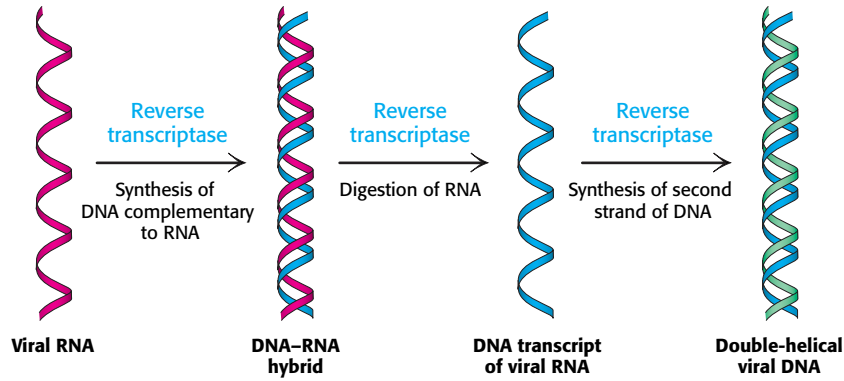 Reverse
transcriptase
Synthesis of
DNA complementary
to RNA
Reverse
transcriptase
Digestion of RNA
Reverse
transcriptase
Synthesis of second
strand of DNA
Viral RNA
DNA–RNA
hybrid
DNA transcript
of viral RNA
Double-helical
viral DNA